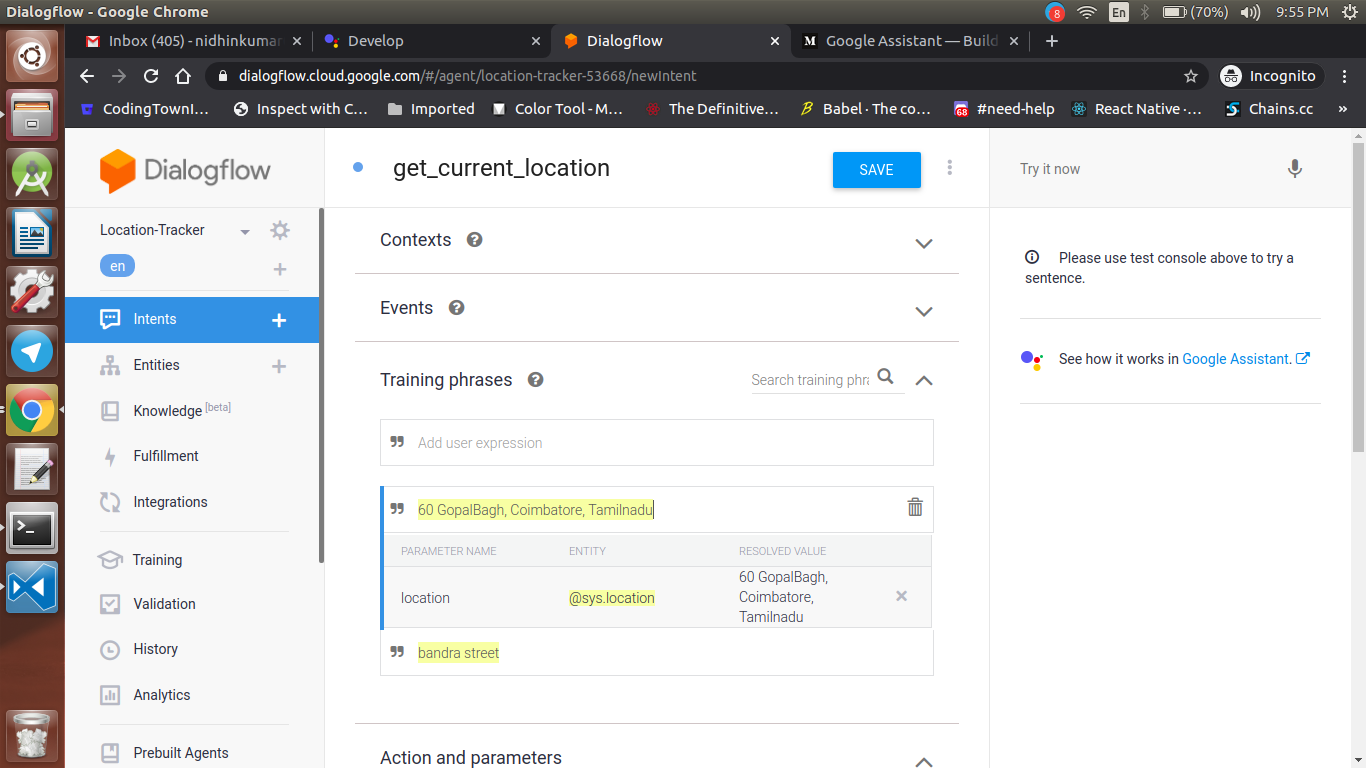 Dialogflow - Google Chrome
8
En
(70%)
9:55 PM
Inbox (405) - nidhinkumar
Develop
Dialogflow
M
Google Assistant — Build
dialogflow.cloud.google.com/#/agent/location-tracker-53668/newIntent
Incognito
CodingTownI...
Inspect with C...
Imported
Color Tool - M...
The Definitive...
Babel · The co...
68
#need-help
React Native ·...
Chains.cc
»
Dialogflow
get_current_location
SAVE
Try it now
Location-Tracker
en
Intents
Entities
Knowledge [beta]
Fulfillment
Integrations
Training
Validation
History
Analytics
Prebuilt Agents
Contexts
Events
Training phrases
Search training phra
Add user expression
60 GopalBagh, Coimbatore, Tamilnadu
PARAMETER NAME
ENTITY
RESOLVED VALUE
location
@sys.location
60 GopalBagh,
Coimbatore,
Tamilnadu
bandra street
Action and parameters
Please use test console above to try a
sentence.
See how it works in Google Assistant.